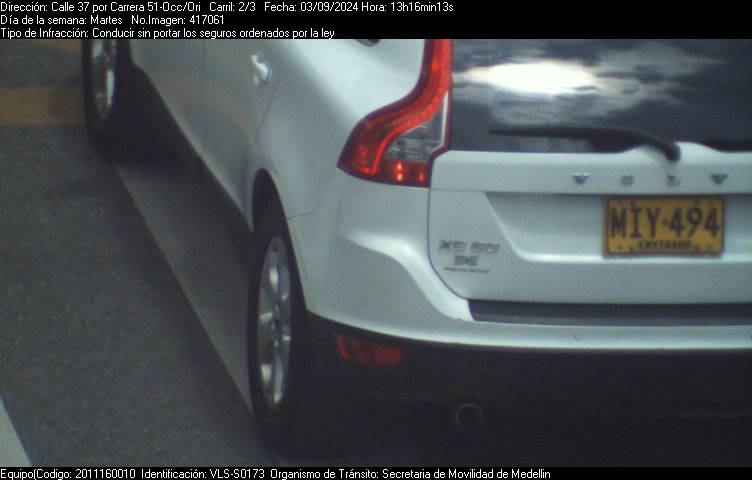 Dirección: Calle 37 por Carrera 51-Occ/Ori Carril: 2/3 Fecha: 03/09/2024 Hora: 13h16min13s
Día de la semana: Martes No.Imagen: 417061
Tipo de Infracción: Conducir sin portar los seguros ordenados por la ley
VOLVO
MIY-494
ENVIGADO
XC 60
Equipo(Codigo: 2011160010 Identificación: VLS-S0173 Organismo de Tránsito: Secretaria de Movilidad de Medellin